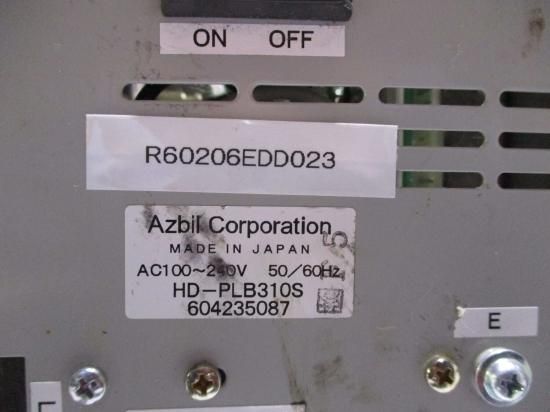 ON OFF
R60206EDD023
Azbil Corporation
MADE IN JAPAN
AC100～240V 50/60Hz
HD-PLB310S
604235087
E
L